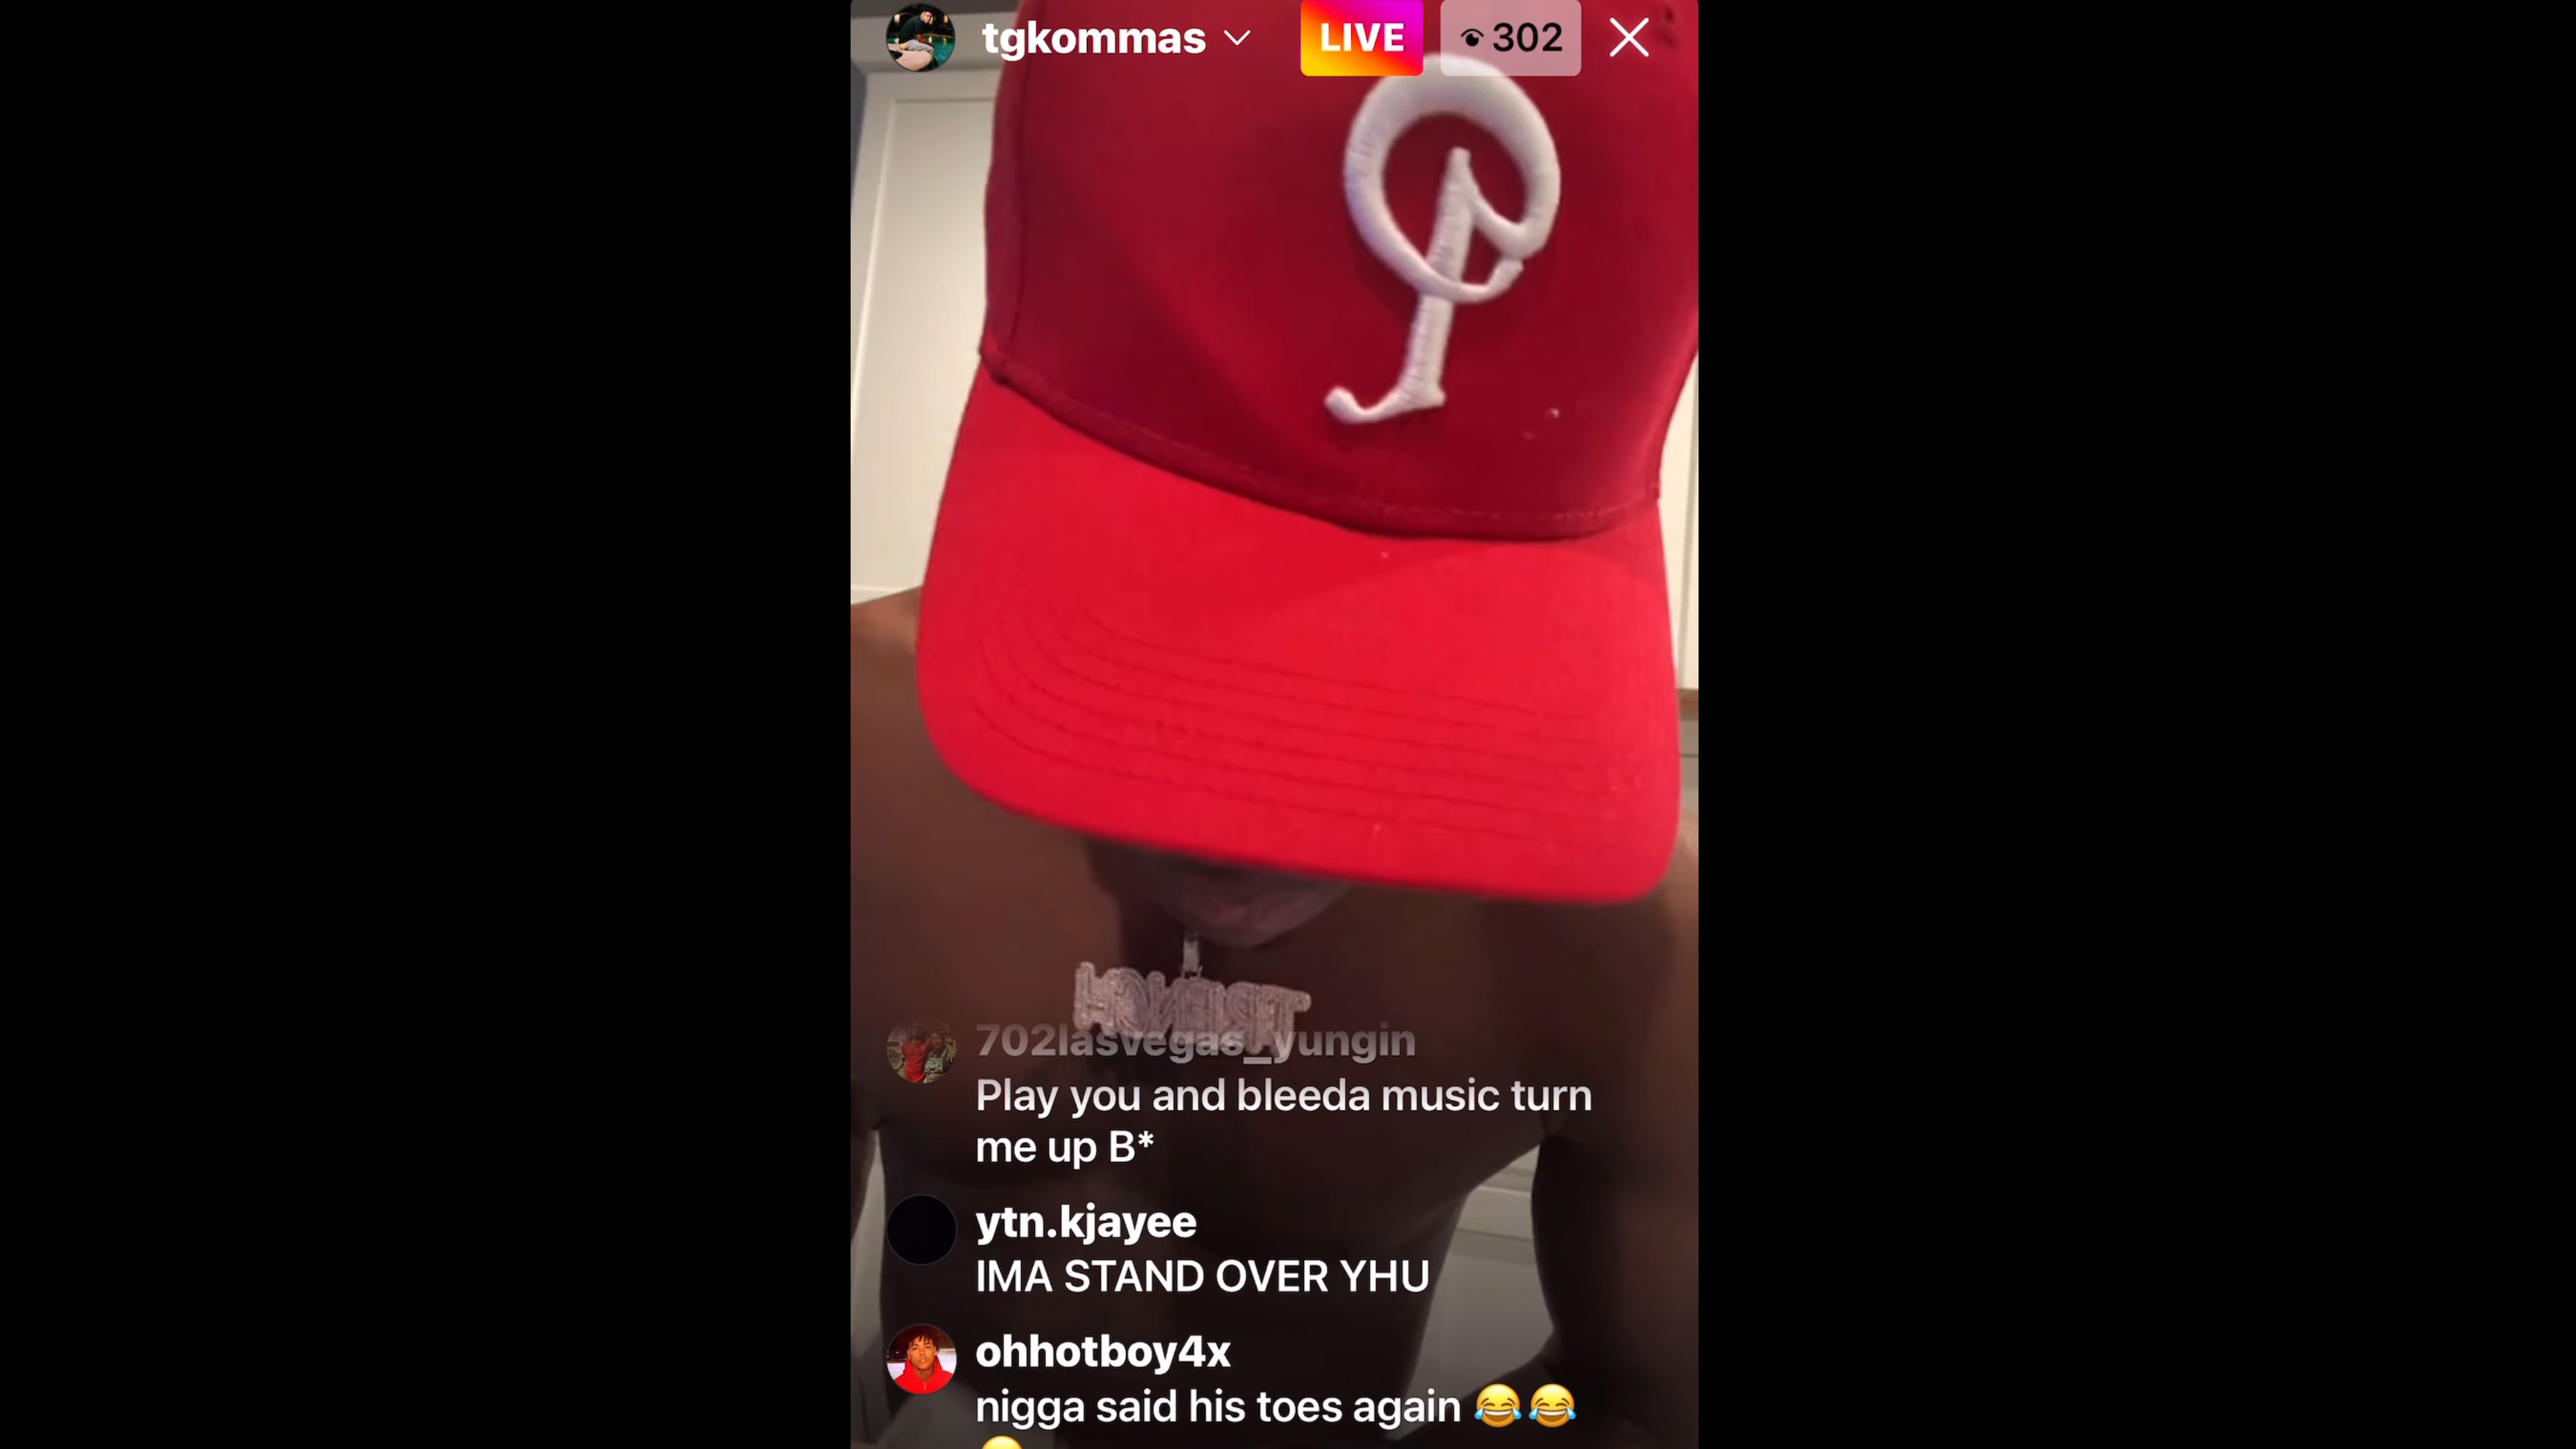 tgkommas LIVE 302
P
TRENCH
702lasvegas_yungin
Play you and bleeda music turn
me up B*
ytn.kjayee
IMA STAND OVER YHU
ohhotboy4x
nigga said his toes again 😂😂